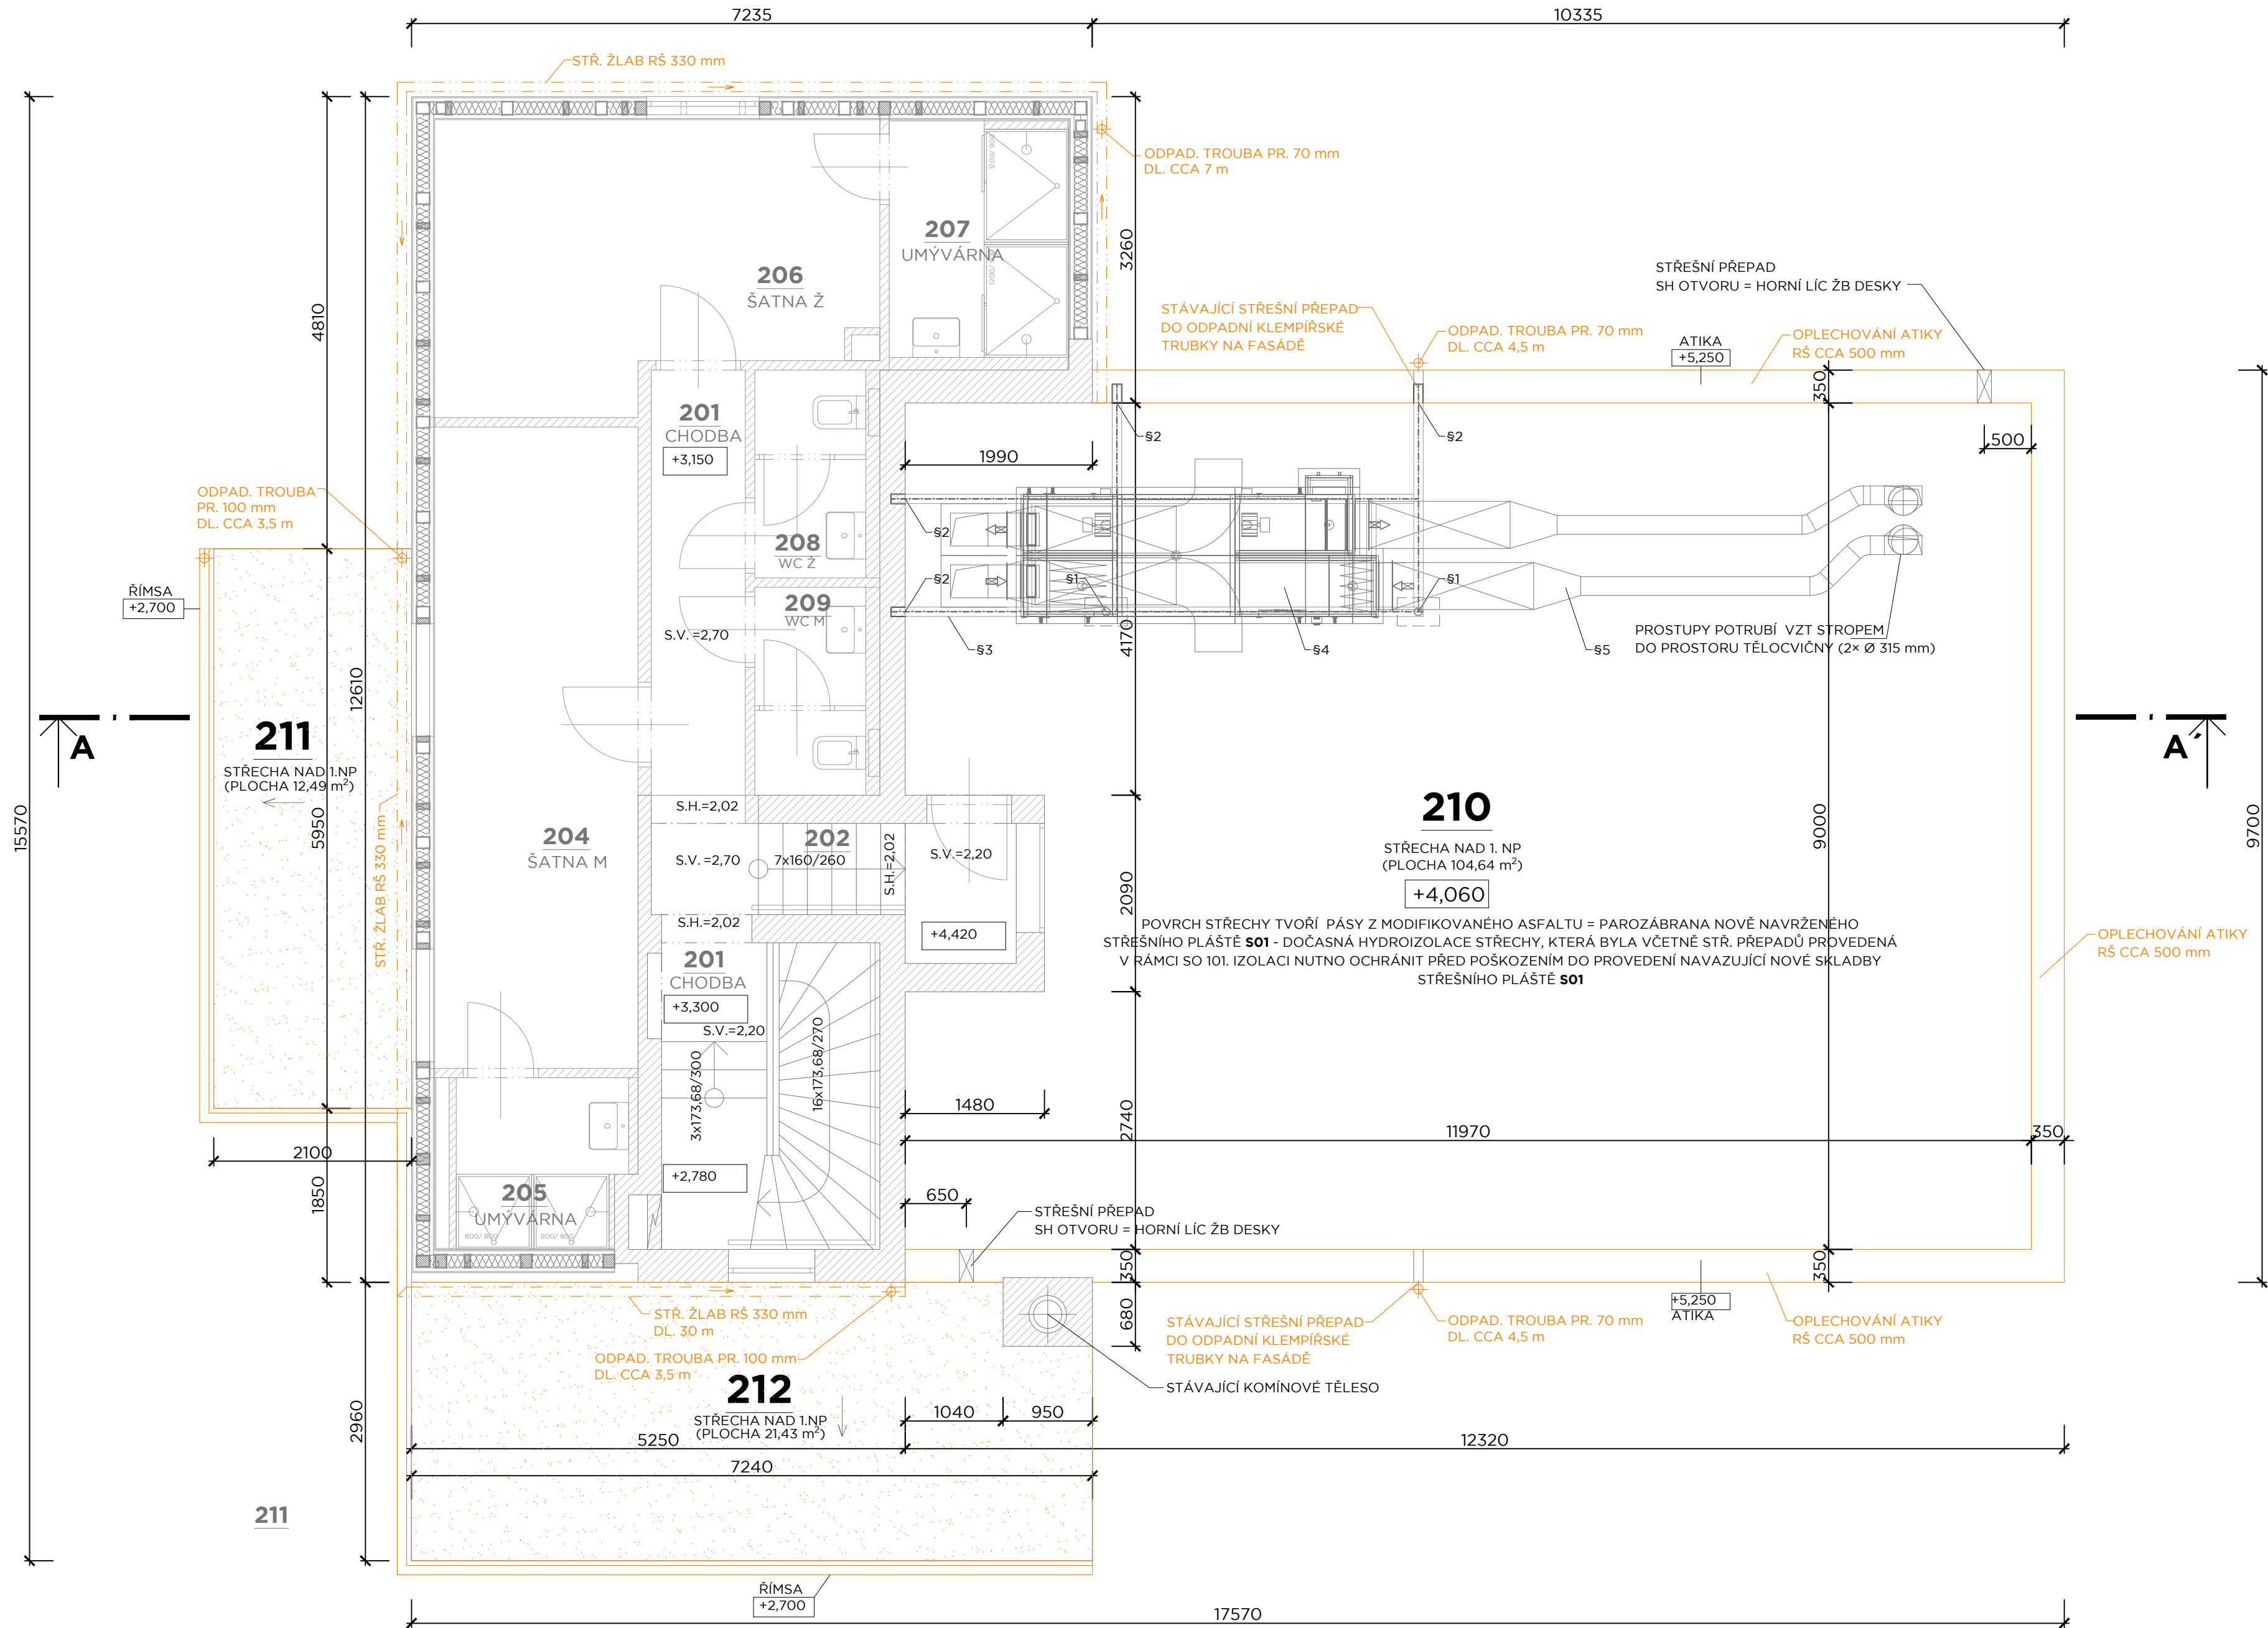 7235
10335
STŘ. ŽLAB RŠ 330 mm
ODPAD. TROUBA PR. 70 mm
DL. CCA 7 m
1200/ 900
1200/ 900
207
UMÝVÁRNA
206
ŠATNA Ž
3260
4810
STŘEŠNÍ PŘEPAD
SH OTVORU = HORNÍ LÍC ŽB DESKY
STÁVAJÍCÍ STŘEŠNÍ PŘEPAD
DO ODPADNÍ KLEMPÍŘSKÉ
TRUBKY NA FASÁDĚ
ODPAD. TROUBA PR. 70 mm
DL. CCA 4,5 m
ATIKA
+5,250
OPLECHOVÁNÍ ATIKY
RŠ CCA 500 mm
350
500
201
CHODBA
+3,150
§2
§2
1990
ODPAD. TROUBA
PR. 100 mm
DL. CCA 3,5 m
§2
208
WC Ž
§2
§1
§1
ŘÍMSA
+2,700
209
WC M
S.V. =2,70
§3
§4
§5
4170
PROSTUPY POTRUBÍ VZT STROPEM
DO PROSTORU TĚLOCVIČNY (2× Ø 315 mm)
12610
A
A´
211
STŘECHA NAD 1.NP
(PLOCHA 12,49 m²)
5950
15570
STŘ. ŽLAB RŠ 330 mm
204
ŠATNA M
S.H.=2,02
202
S.V. =2,70
7x160/260
S.H.=2,02
S.V.=2,20
S.H.=2,02
+4,420
2090
210
STŘECHA NAD 1. NP
(PLOCHA 104,64 m²)
+4,060
9000
9700
POVRCH STŘECHY TVOŘÍ PÁSY Z MODIFIKOVANÉHO ASFALTU = PAROZÁBRANA NOVĚ NAVRŽENÉHO
STŘEŠNÍHO PLÁŠTĚ S01 - DOČASNÁ HYDROIZOLACE STŘECHY, KTERÁ BYLA VČETNĚ STŘ. PŘEPADŮ PROVEDENÁ
V RÁMCI SO 101. IZOLACI NUTNO OCHRÁNIT PŘED POŠKOZENÍM DO PROVEDENÍ NAVAZUJÍCÍ NOVÉ SKLADBY
STŘEŠNÍHO PLÁŠTĚ S01
OPLECHOVÁNÍ ATIKY
RŠ CCA 500 mm
201
CHODBA
+3,300
S.V.=2,20
3x173,68/300
16x173,68/270
1480
2740
11970
350
2100
1850
+2,780
650
205
UMÝVÁRNA
800/ 800
800/ 800
STŘEŠNÍ PŘEPAD
SH OTVORU = HORNÍ LÍC ŽB DESKY
350
350
680
STŘ. ŽLAB RŠ 330 mm
DL. 30 m
STÁVAJÍCÍ STŘEŠNÍ PŘEPAD
DO ODPADNÍ KLEMPÍŘSKÉ
TRUBKY NA FASÁDĚ
ODPAD. TROUBA PR. 70 mm
DL. CCA 4,5 m
+5,250
ATIKA
OPLECHOVÁNÍ ATIKY
RŠ CCA 500 mm
ODPAD. TROUBA PR. 100 mm
DL. CCA 3,5 m
STÁVAJÍCÍ KOMÍNOVÉ TĚLESO
212
STŘECHA NAD 1.NP
(PLOCHA 21,43 m²)
2960
1040
950
5250
12320
7240
211
ŘÍMSA
+2,700
17570